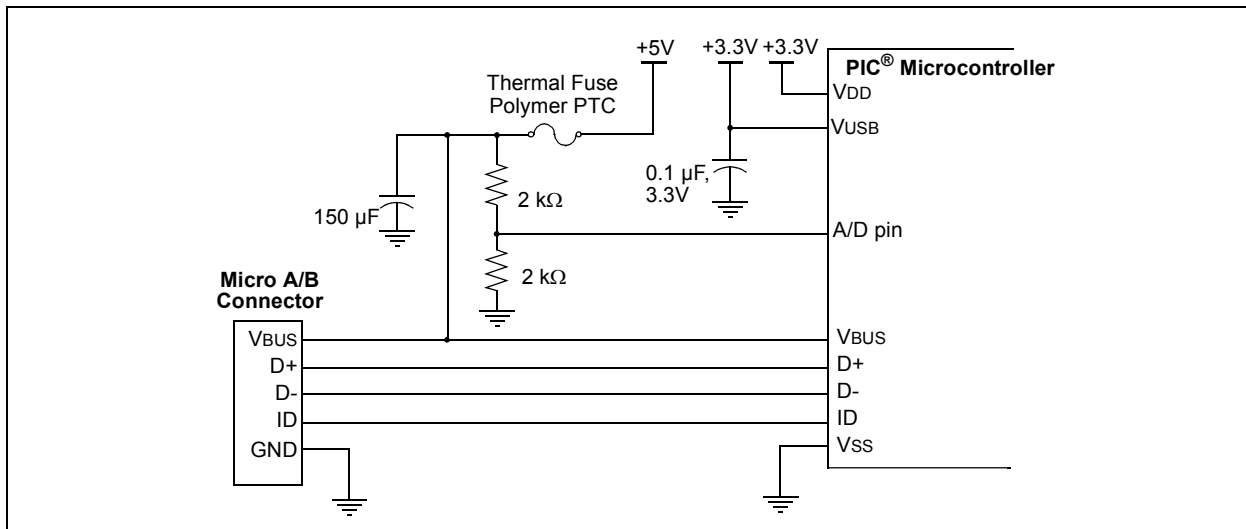 +5V
+3.3V +3.3V
PIC® Microcontroller
Thermal Fuse
Polymer PTC
VDD
VUSB
0.1 µF,
3.3V
2 kΩ
150 µF
A/D pin
2 kΩ
Micro A/B
Connector
VBUS
VBUS
D+
D+
D-
D-
ID
ID
GND
VSS